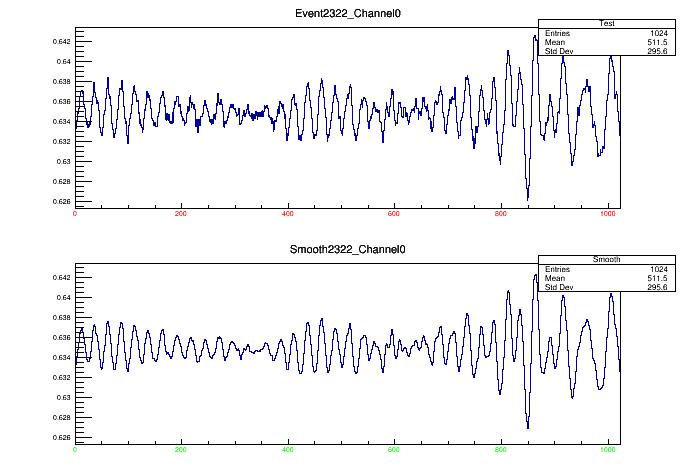 Event2322_Channel0
Test
Entries 1024
Mean 511.5
Std Dev 295.6
0.642
0.64
0.638
0.636
0.634
0.632
0.63
0.628
0.626
0 200 400 600 800 1000
Smooth2322_Channel0
Smooth
Entries 1024
Mean 511.5
Std Dev 295.6
0.642
0.64
0.638
0.636
0.634
0.632
0.63
0.628
0.626
0 200 400 600 800 1000